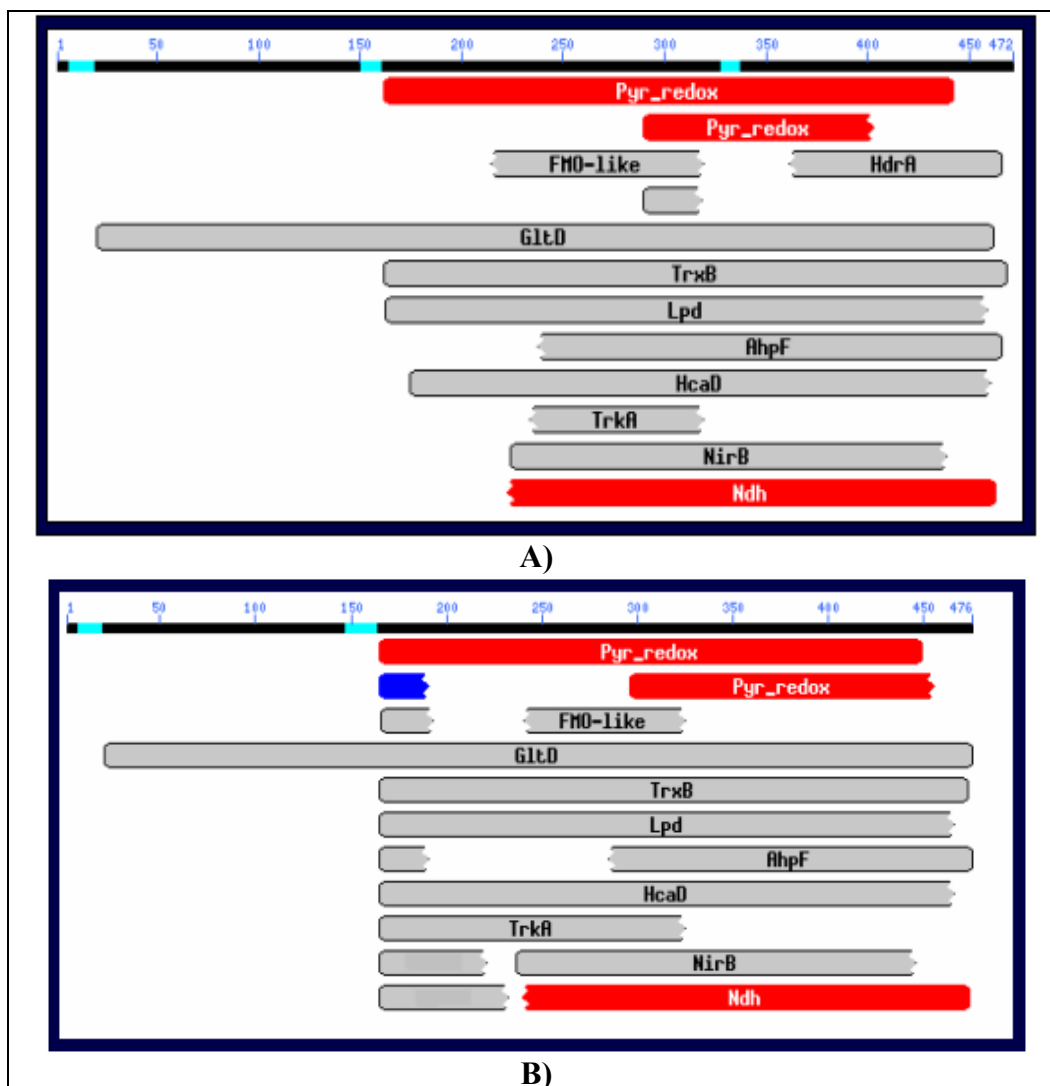 1 50 100 150 200 250 300 350 400 450 472
Pyr_redox
Pyr_redox
FMO-like HdrA
GltD
TrxB
Lpd
AhpF
HcaD
TrkA
NirB
Ndh
A)
1 50 100 150 200 250 300 350 400 450 476
Pyr_redox
Pyr_redox
FMO-like
GltD
TrxB
Lpd
AhpF
HcaD
TrkA
NirB
Ndh
B)